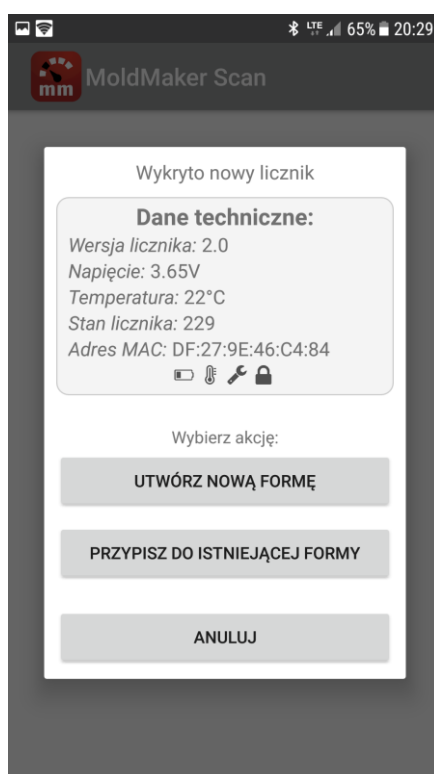 LTE 65% 20:29
mm MoldMaker Scan
Wykryto nowy licznik
Dane techniczne:
Wersja licznika: 2.0
Napięcie: 3.65V
Temperatura: 22°C
Stan licznika: 229
Adres MAC: DF:27:9E:46:C4:84
Wybierz akcję:
UTWÓRZ NOWĄ FORMĘ
PRZYPISZ DO ISTNIEJĄCEJ FORMY
ANULUJ